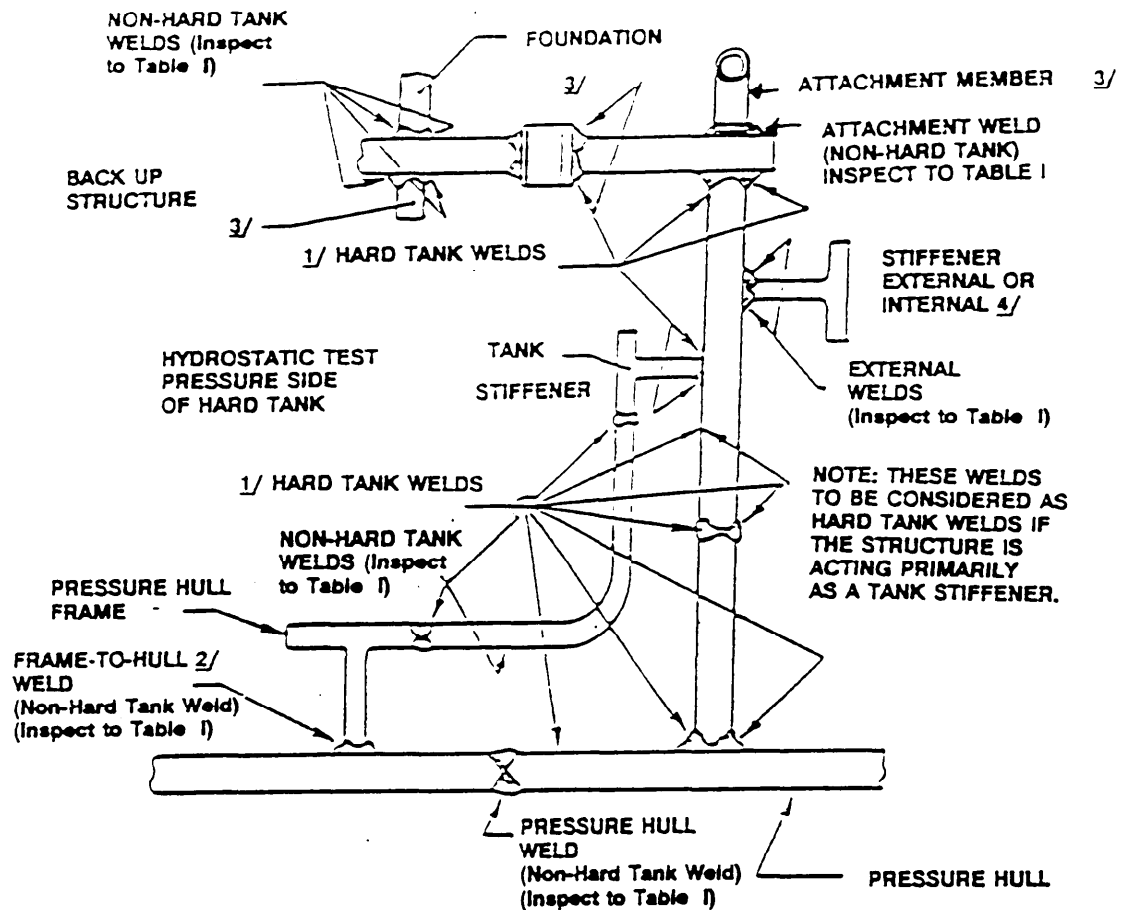 NON-HARD TANK
WELDS (Inspect
to Table I)
FOUNDATION
3/
ATTACHMENT MEMBER 3/
ATTACHMENT WELD
(NON-HARD TANK)
INSPECT TO TABLE I
BACK UP
STRUCTURE
3/
1/ HARD TANK WELDS
STIFFENER
EXTERNAL OR
INTERNAL 4/
HYDROSTATIC TEST
PRESSURE SIDE
OF HARD TANK
TANK
STIFFENER
EXTERNAL
WELDS
(Inspect to Table I)
1/ HARD TANK WELDS
NOTE: THESE WELDS
TO BE CONSIDERED AS
HARD TANK WELDS IF
THE STRUCTURE IS
ACTING PRIMARILY
AS A TANK STIFFENER.
NON-HARD TANK
WELDS (Inspect
to Table I)
PRESSURE HULL
FRAME
FRAME-TO-HULL 2/
WELD
(Non-Hard Tank Weld)
(Inspect to Table I)
PRESSURE HULL
WELD
(Non-Hard Tank Weld)
(Inspect to Table I)
PRESSURE HULL